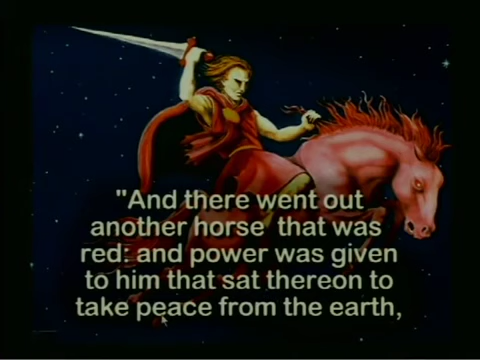 "And there went out
another horse  that was
red: and power was given
to him that sat thereon to
take peace from the earth,